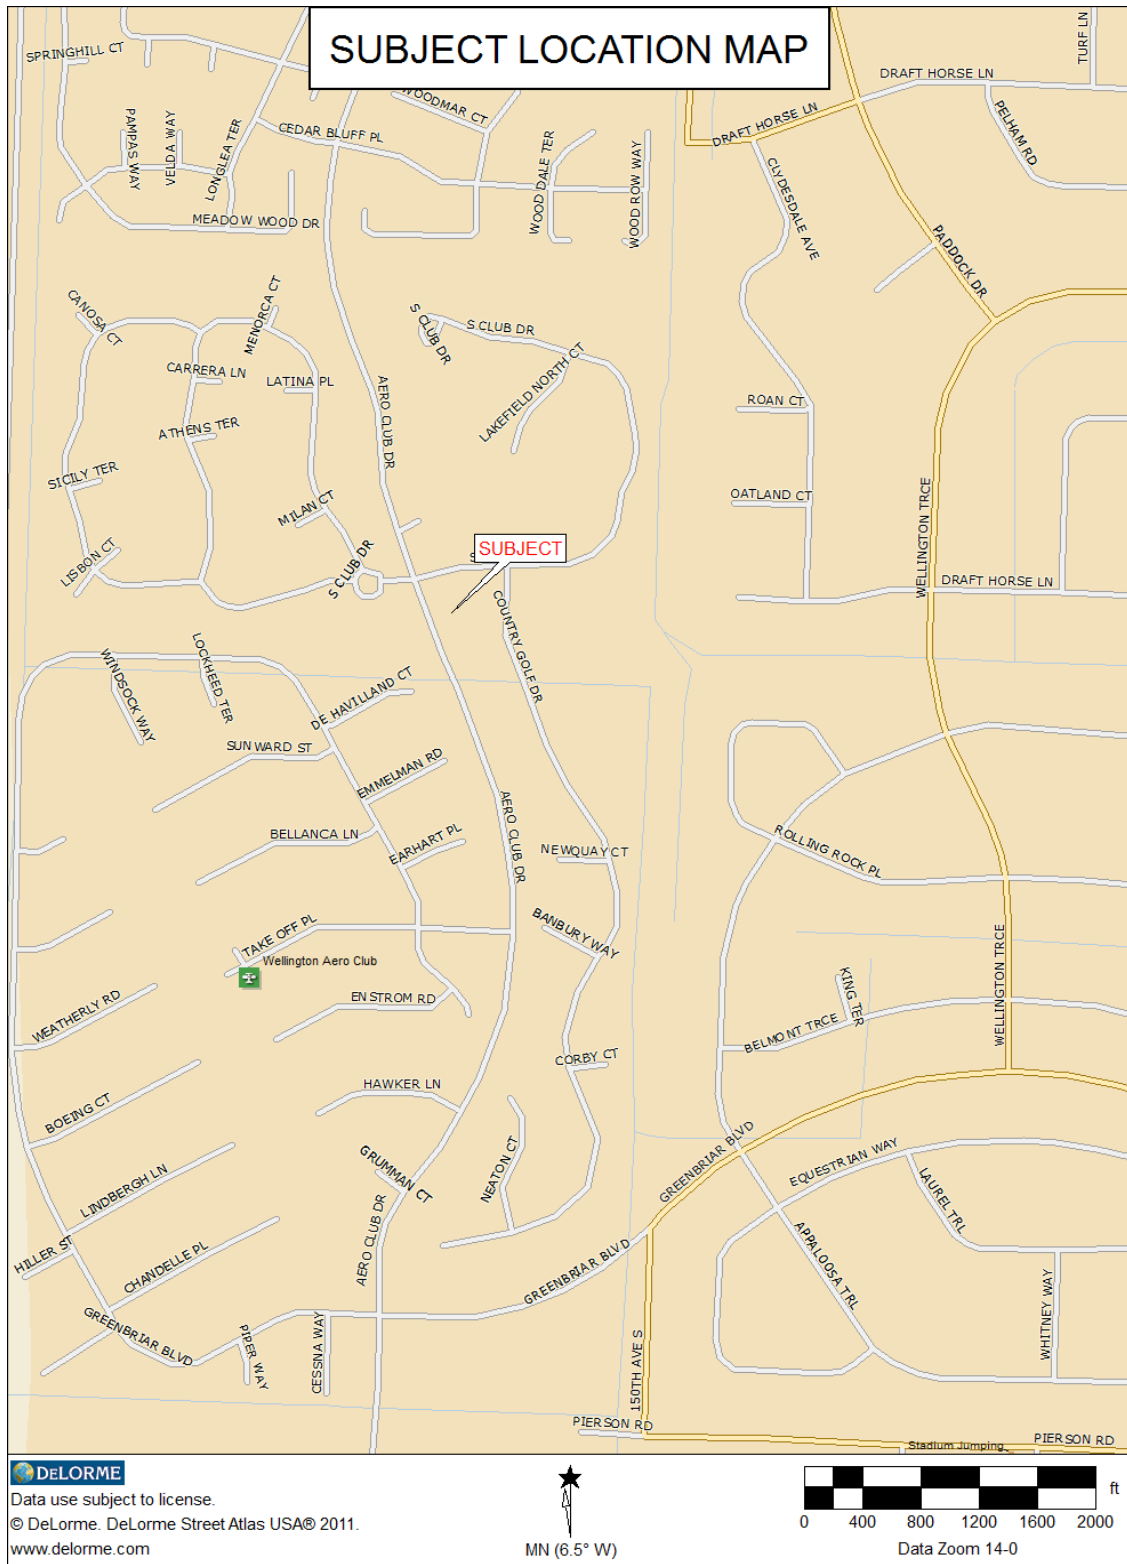 SUBJECT LOCATION MAP
SPRINGHILL CT
TURF LN
DRAFT HORSE LN
WOODMAR CT
PELHAM RD
PAMPAS WAY
VELDA WAY
LONGLEA TER
CEDAR BLUFF PL
DRAFT HORSE LN
WOOD DALE TER
WOOD ROW WAY
CLYDESDALE AVE
MEADOW WOOD DR
PADDOCK DR
CANOSA CT
MENORCA CT
S CLUB DR
S CLUB DR
CARRERA LN
LATINA PL
AERO CLUB DR
LAKEFIELD NORTH CT
ROAN CT
ATHENS TER
SICILY TER
MILAN CT
OATLAND CT
WELLINGTON TRCE
LISBON CT
S CLUB DR
S
SUBJECT
DRAFT HORSE LN
COUNTRY GOLF DR
WINDSOCK WAY
LOCKHEED TER
DE HAVILLAND CT
SUNWARD ST
EMMELMAN RD
BELLANCA LN
EARHART PL
AERO CLUB DR
NEWQUAY CT
ROLLING ROCK PL
TAKE OFF PL
BANBURY WAY
Wellington Aero Club
WEATHERLY RD
ENSTROM RD
KING TER
WELLINGTON TRCE
BELMONT TRCE
CORBY CT
HAWKER LN
BOEING CT
GREENBRIAR BLVD
EQUESTRIAN WAY
LINDBERGH LN
GRUMMAN CT
NEATON CT
LAUREL TRL
HILLER ST
CHANDELLE PL
AERO CLUB DR
GREENBRIAR BLVD
APPALOOSA TRL
GREENBRIAR BLVD
PIPER WAY
CESSNA WAY
150TH AVE S
WHITNEY WAY
PIERSON RD
Stadium Jumping
PIERSON RD
DELORME
Data use subject to license.
© DeLorme. DeLorme Street Atlas USA® 2011.
www.delorme.com
MN (6.5° W)
ft
0 400 800 1200 1600 2000
Data Zoom 14-0